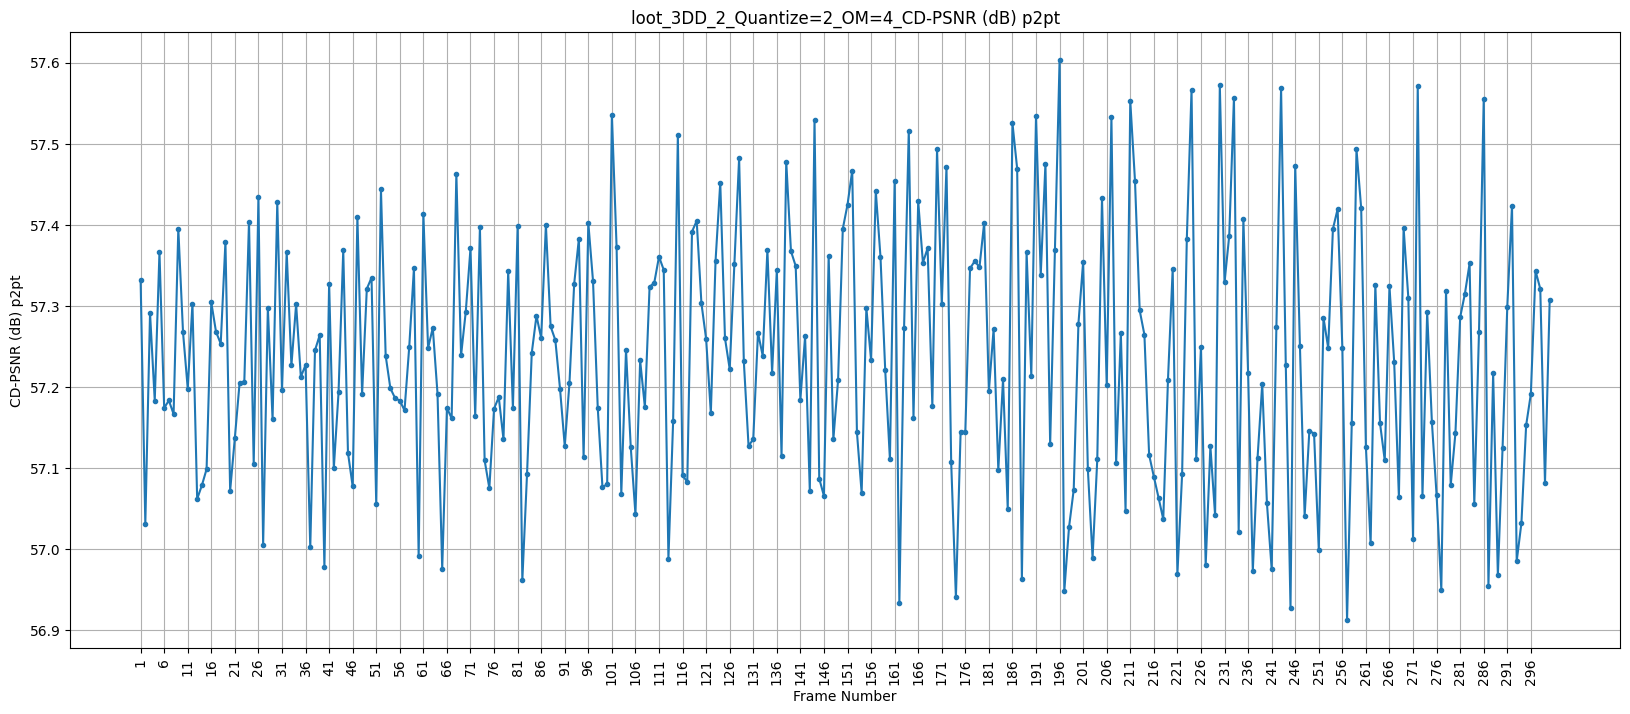 loot_3DD_2_Quantize=2_OM=4_CD-PSNR (dB) p2pt
CD-PSNR (dB) p2pt
57.6
57.5
57.4
57.3
57.2
57.1
57.0
56.9
1 6 11 16 21 26 31 36 41 46 51 56 61 66 71 76 81 86 91 96 101 106 111 116 121 126 131 136 141 146 151 156 161 166 171 176 181 186 191 196 201 206 211 216 221 226 231 236 241 246 251 256 261 266 271 276 281 286 291 296
Frame Number